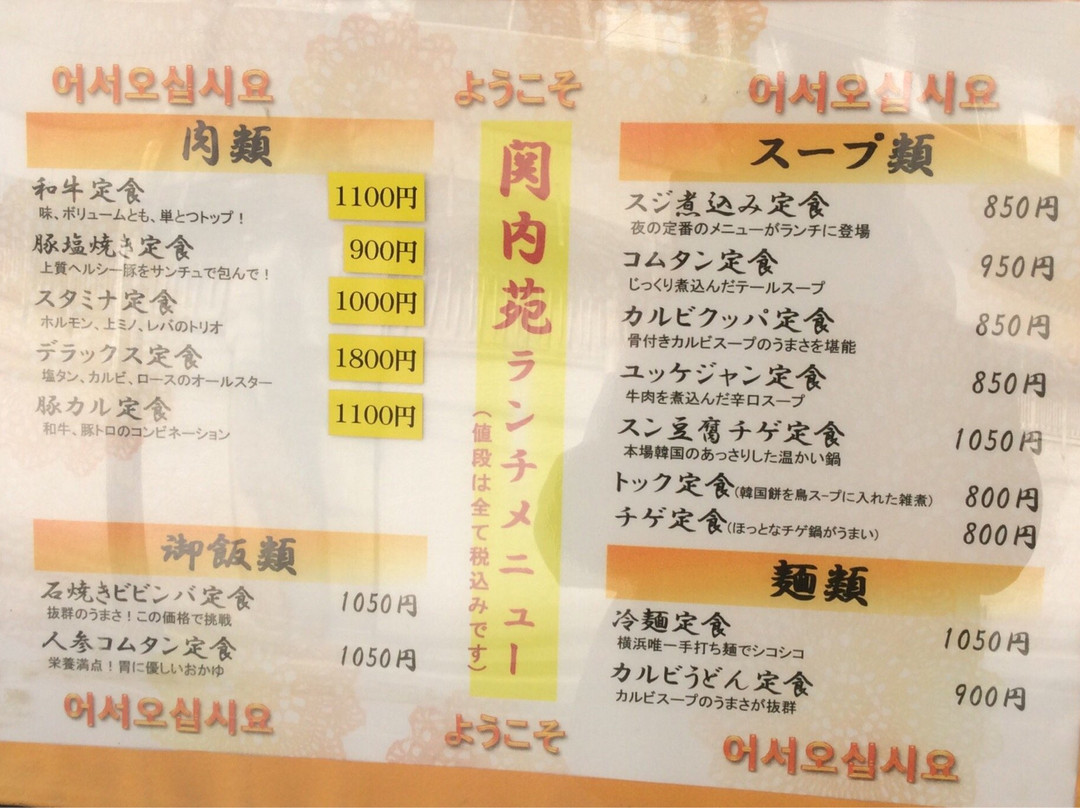 어서오십시요
ようこそ
어서오십시요
肉類
和牛定食 1100円
味、ボリュームとも、単とつトップ！
豚塩焼き定食 900円
上質ヘルシー豚をサンチュで包んで！
スタミナ定食 1000円
ホルモン、上ミノ、レバのトリオ
デラックス定食 1800円
塩タン、カルビ、ロースのオールスター
豚カル定食 1100円
和牛、豚トロのコンビネーション
御飯類
石焼きビビンバ定食 1050円
抜群のうまさ！この価格で挑戦
人参コムタン定食 1050円
栄養満点！胃に優しいおかゆ
関内苑ランチメニュー
（値段は全て税込みです）
スープ類
スジ煮込み定食 850円
夜の定番のメニューがランチに登場
コムタン定食 950円
じっくり煮込んだテールスープ
カルビクッパ定食 850円
骨付きカルビスープのうまさを堪能
ユッケジャン定食 850円
牛肉を煮込んだ辛口スープ
スン豆腐チゲ定食 1050円
本場韓国のあっさりした温かい鍋
トック定食(韓国餅を鳥スープに入れた雑煮) 800円
チゲ定食(ほっとなチゲ鍋がうまい) 800円
麺類
冷麺定食 1050円
横浜唯一手打ち麺でシコシコ
カルビうどん定食 900円
カルビスープのうまさが抜群
어서오십시요
ようこそ
어서오십시요